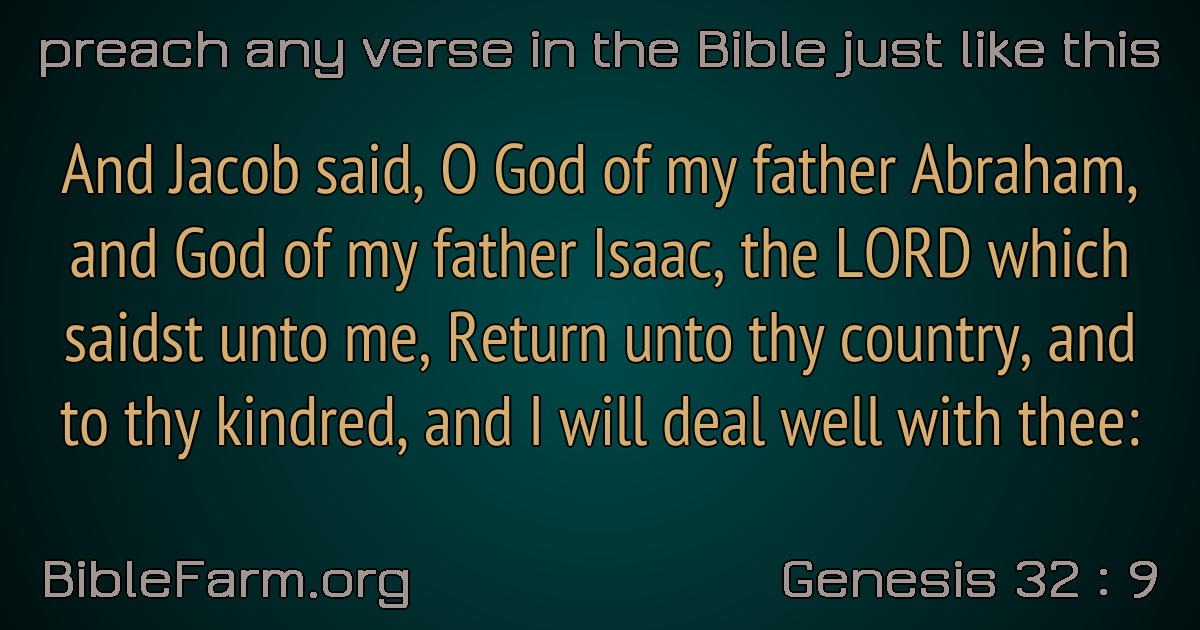 preach any verse in the Bible just like this
And Jacob said, O God of my father Abraham,
and God of my father Isaac, the LORD which
saidst unto me, Return unto thy country, and
to thy kindred, and I will deal well with thee:
BibleFarm.org
Genesis 32 : 9